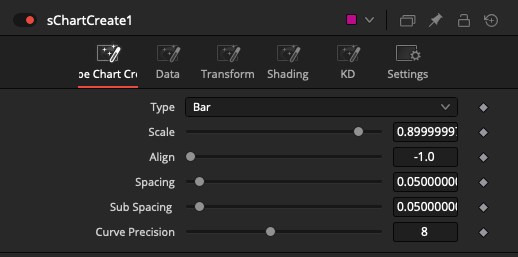 sChartCreate1
pe Chart Cr
Data
Transform
Shading
KD
Settings
Type Bar
Scale 0.8999999
Align -1.0
Spacing 0.0500000
Sub Spacing 0.0500000
Curve Precision 8